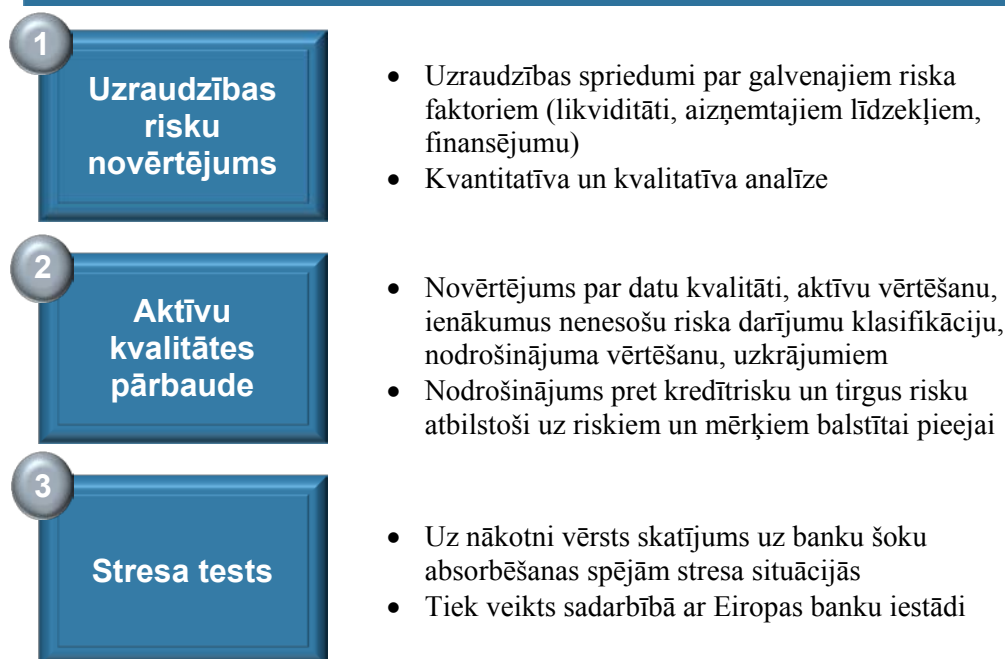 1
Uzraudzības
risku
novērtējums
• Uzraudzības spriedumi par galvenajiem riska
faktoriem (likviditāti, aizņemtajiem līdzekļiem,
finansējumu)
• Kvantitatīva un kvalitatīva analīze
2
Aktīvu
kvalitātes
pārbaude
• Novērtējums par datu kvalitāti, aktīvu vērtēšanu,
ienākumus nenesošu riska darījumu klasifikāciju,
nodrošinājuma vērtēšanu, uzkrājumiem
• Nodrošinājums pret kredītrisku un tirgus risku
atbilstoši uz riskiem un mērķiem balstītai pieejai
3
Stresa tests
• Uz nākotni vērsts skatījums uz banku šoku
absorbēšanas spējām stresa situācijās
• Tiek veikts sadarbībā ar Eiropas banku iestādi